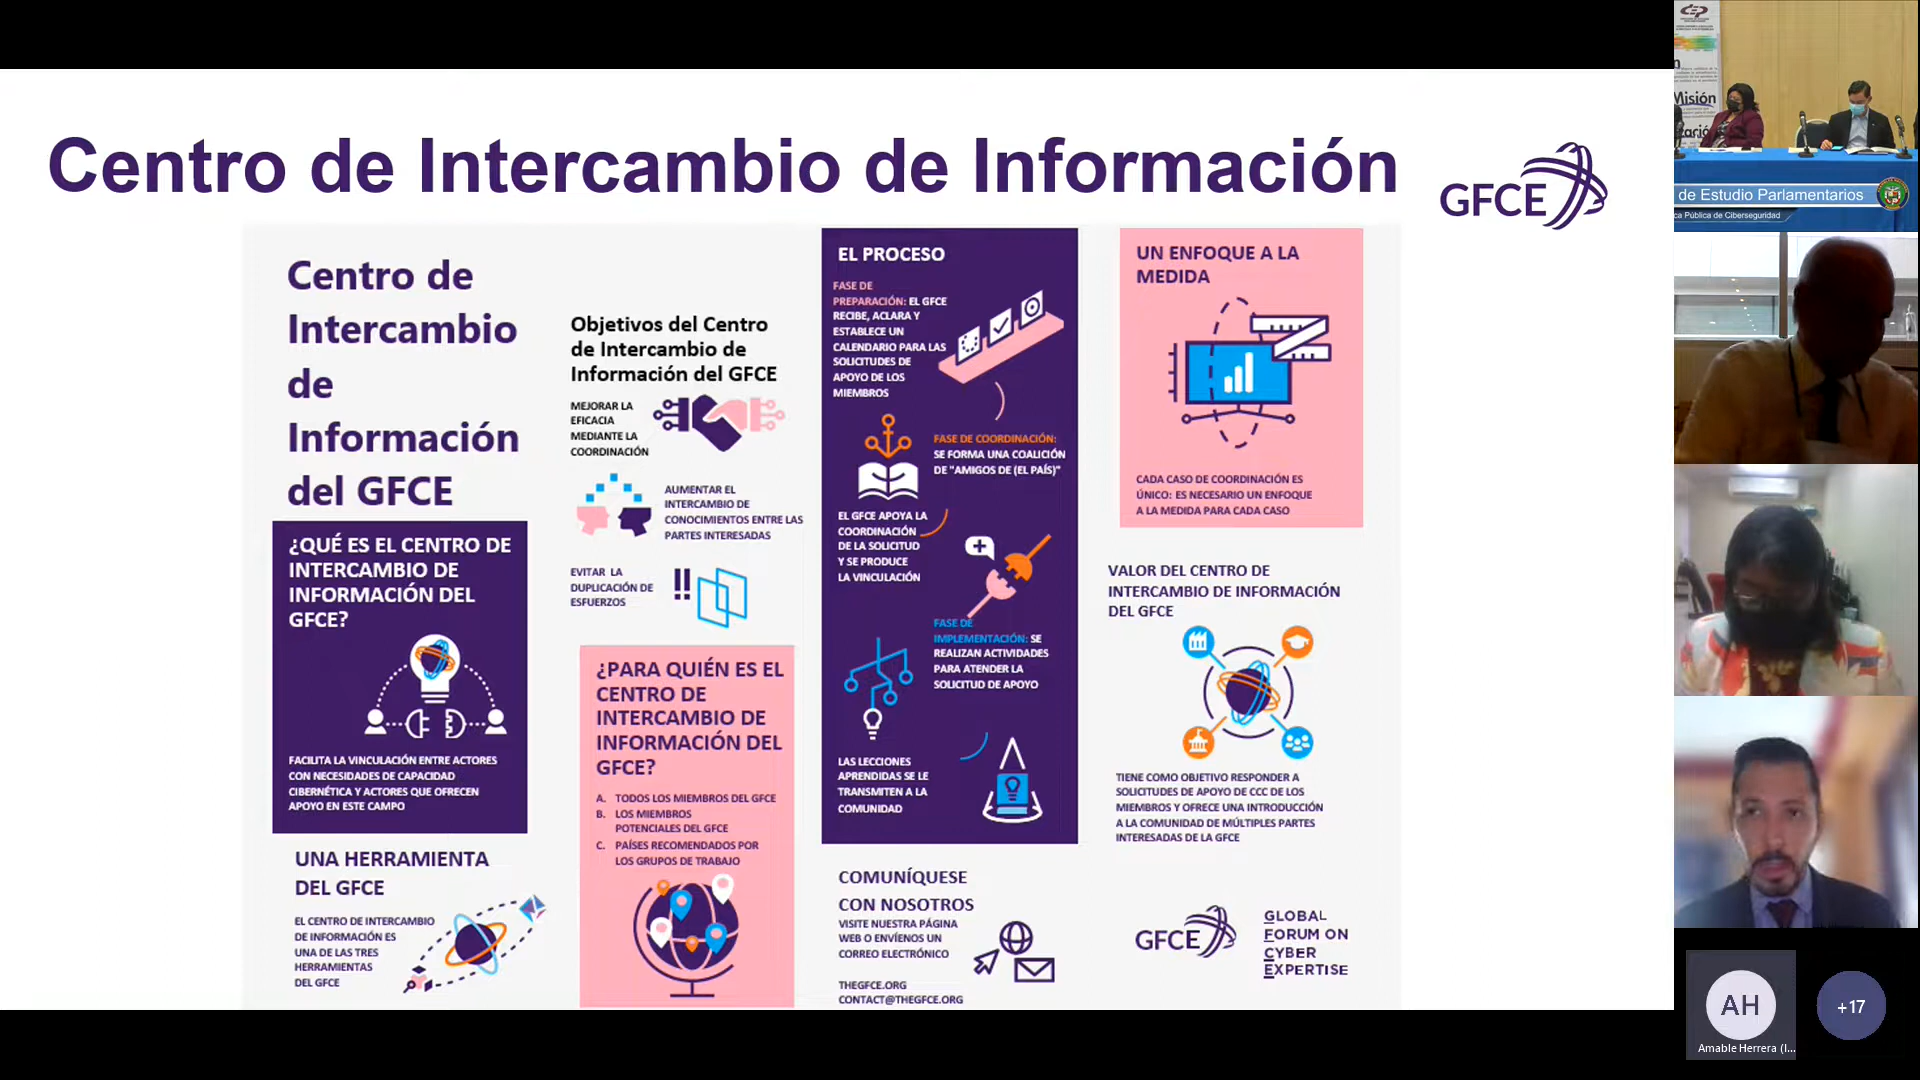 Centro de Intercambio de Información
GFCE
Centro de
Intercambio
de
Información
del GFCE
¿QUÉ ES EL CENTRO DE
INTERCAMBIO DE
INFORMACIÓN DEL
GFCE?
FACILITA LA VINCULACIÓN ENTRE ACTORES
CON NECESIDADES DE CAPACIDAD
CIBERNÉTICA Y ACTORES QUE OFRECEN
APOYO EN ESTE CAMPO
UNA HERRAMIENTA
DEL GFCE
EL CENTRO DE INTERCAMBIO
DE INFORMACIÓN ES
UNA DE LAS TRES
HERRAMIENTAS
DEL GFCE
Objetivos del Centro
de Intercambio de
Información del GFCE
MEJORAR LA
EFICACIA
MEDIANTE LA
COORDINACIÓN
AUMENTAR EL
INTERCAMBIO DE
CONOCIMIENTOS ENTRE LAS
PARTES INTERESADAS
EVITAR LA
DUPLICACIÓN DE
ESFUERZOS
!!
¿PARA QUIÉN ES EL
CENTRO DE
INTERCAMBIO DE
INFORMACIÓN DEL
GFCE?
A. TODOS LOS MIEMBROS DEL GFCE
B. LOS MIEMBROS
POTENCIALES DEL GFCE
C. PAÍSES RECOMENDADOS POR
LOS GRUPOS DE TRABAJO
EL PROCESO
FASE DE
PREPARACIÓN: EL GFCE
RECIBE, ACLARA Y
ESTABLECE UN
CALENDARIO PARA LAS
SOLICITUDES DE
APOYO DE LOS
MIEMBROS
FASE DE COORDINACIÓN:
SE FORMA UNA COALICIÓN
DE "AMIGOS DE (EL PAÍS)"
EL GFCE APOYA LA
COORDINACIÓN
DE LA SOLICITUD
Y SE PRODUCE
LA VINCULACIÓN
FASE DE
IMPLEMENTACIÓN: SE
REALIZAN ACTIVIDADES
PARA ATENDER LA
SOLICITUD DE APOYO
LAS LECCIONES
APRENDIDAS SE LE
TRANSMITEN A LA
COMUNIDAD
COMUNÍQUESE
CON NOSOTROS
VISITE NUESTRA PÁGINA
WEB O ENVÍENOS UN
CORREO ELECTRÓNICO
THEGFCE.ORG
CONTACT@THEGFCE.ORG
UN ENFOQUE A LA
MEDIDA
CADA CASO DE COORDINACIÓN ES
ÚNICO: ES NECESARIO UN ENFOQUE
A LA MEDIDA PARA CADA CASO
VALOR DEL CENTRO DE
INTERCAMBIO DE INFORMACIÓN
DEL GFCE
TIENE COMO OBJETIVO RESPONDER A
SOLICITUDES DE APOYO DE CCC DE LOS
MIEMBROS Y OFRECE UNA INTRODUCCIÓN
A LA COMUNIDAD DE MÚLTIPLES PARTES
INTERESADAS DE LA GFCE
GFCE
GLOBAL
FORUM ON
CYBER
EXPERTISE
Misión
de Estudio Parlamentarios
ca Pública de Ciberseguridad
AH
Amable Herrera (I...
+17